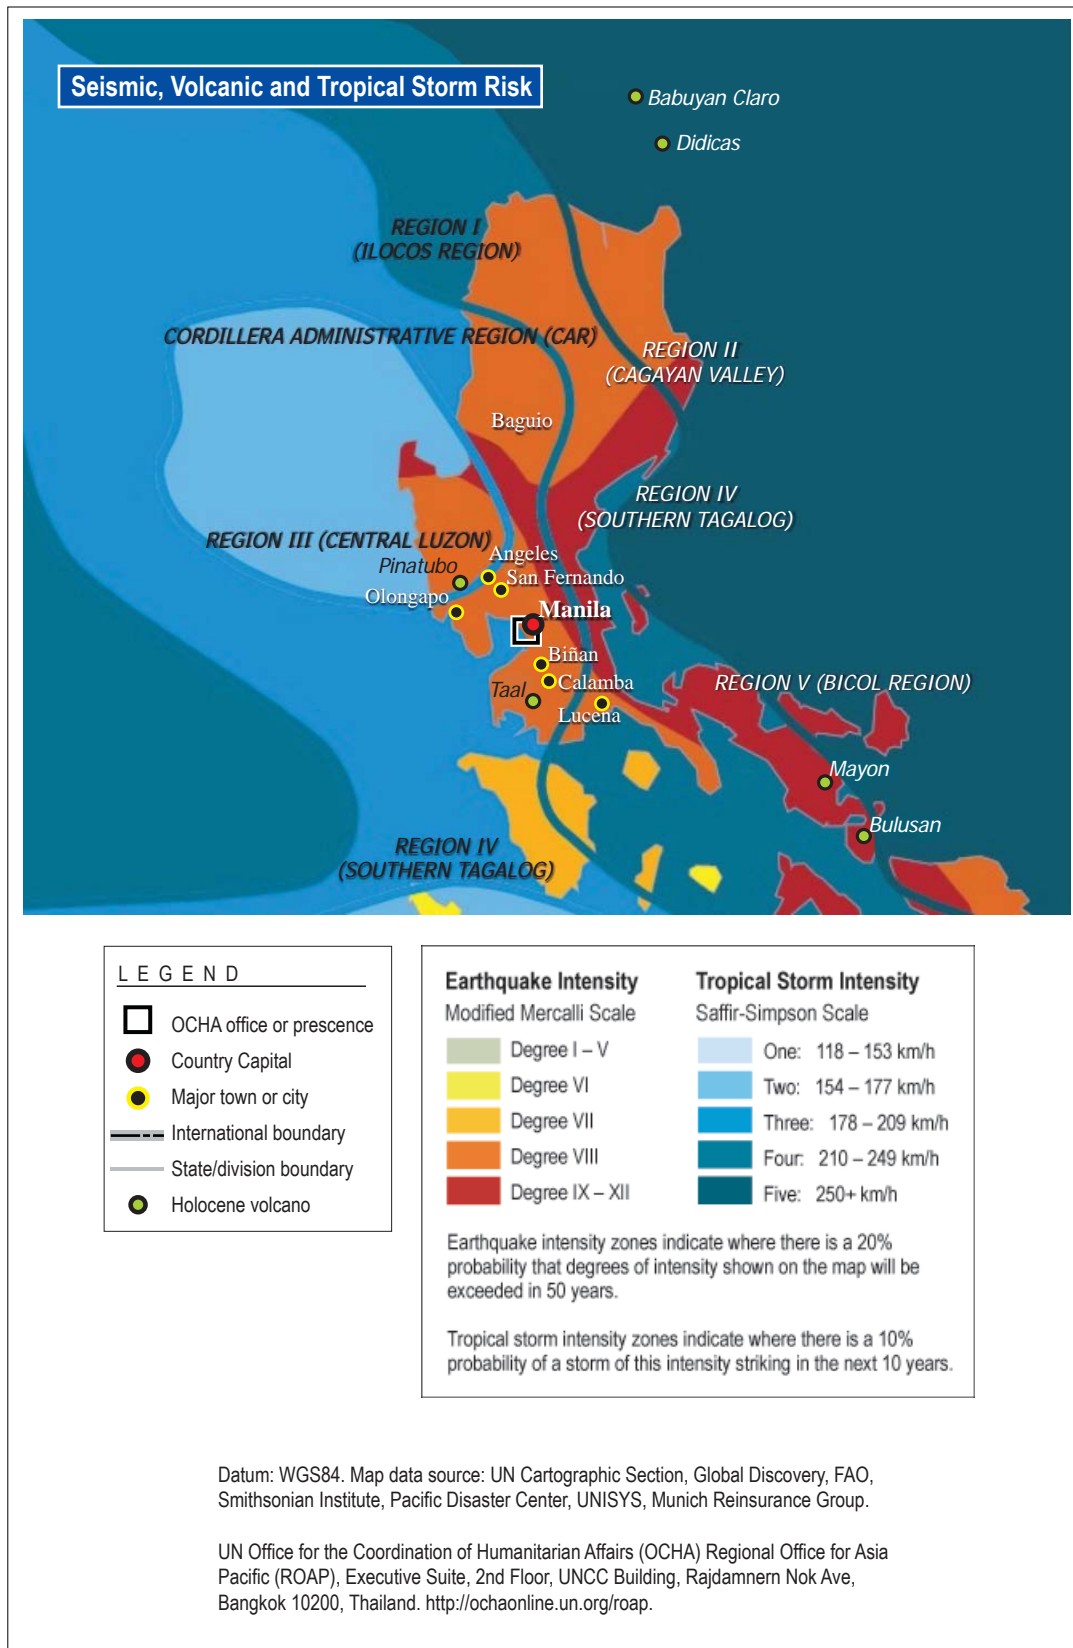 Seismic, Volcanic and Tropical Storm Risk
Babuyan Claro
Didicas
REGION I
(ILOCOS REGION)
CORDILLERA ADMINISTRATIVE REGION (CAR)
REGION II
(CAGAYAN VALLEY)
Baguio
REGION IV
(SOUTHERN TAGALOG)
REGION III (CENTRAL LUZON)
Angeles
Pinatubo
San Fernando
Olongapo
Manila
Biñan
Calamba
Taal
Lucena
REGION V (BICOL REGION)
Mayon
Bulusan
REGION IV
(SOUTHERN TAGALOG)
LEGEND
OCHA office or prescence
Country Capital
Major town or city
International boundary
State/division boundary
Holocene volcano
Earthquake Intensity
Modified Mercalli Scale
Degree I – V
Degree VI
Degree VII
Degree VIII
Degree IX – XII
Tropical Storm Intensity
Saffir-Simpson Scale
One: 118 – 153 km/h
Two: 154 – 177 km/h
Three: 178 – 209 km/h
Four: 210 – 249 km/h
Five: 250+ km/h
Earthquake intensity zones indicate where there is a 20%
probability that degrees of intensity shown on the map will be
exceeded in 50 years.
Tropical storm intensity zones indicate where there is a 10%
probability of a storm of this intensity striking in the next 10 years.
Datum: WGS84. Map data source: UN Cartographic Section, Global Discovery, FAO,
Smithsonian Institute, Pacific Disaster Center, UNISYS, Munich Reinsurance Group.
UN Office for the Coordination of Humanitarian Affairs (OCHA) Regional Office for Asia
Pacific (ROAP), Executive Suite, 2nd Floor, UNCC Building, Rajdamnern Nok Ave,
Bangkok 10200, Thailand. http://ochaonline.un.org/roap.